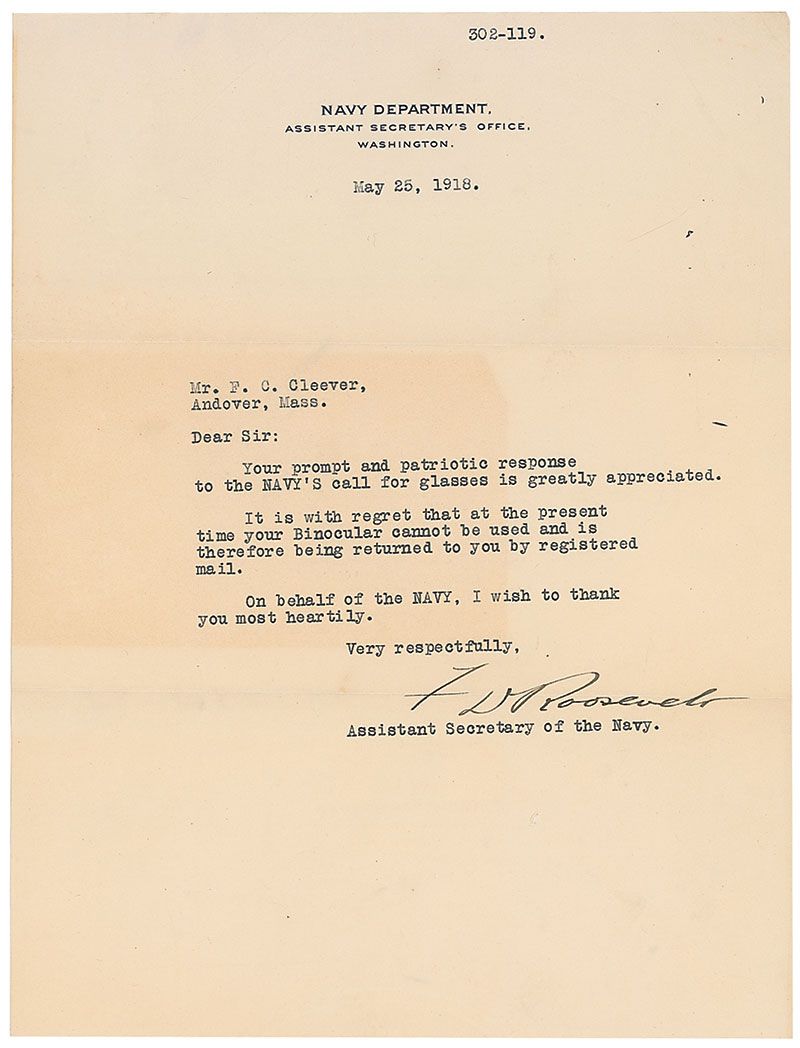 302-119.
NAVY DEPARTMENT,
ASSISTANT SECRETARY'S OFFICE,
WASHINGTON.
May 25, 1918.
Mr. F. C. Cleever,
Andover, Mass.
Dear Sir:
Your prompt and patriotic response
to the NAVY'S call for glasses is greatly appreciated.
It is with regret that at the present
time your Binocular cannot be used and is
therefore being returned to you by registered
mail.
On behalf of the NAVY, I wish to thank
you most heartily.
Very respectfully,
F D Roosevelt
Assistant Secretary of the Navy.